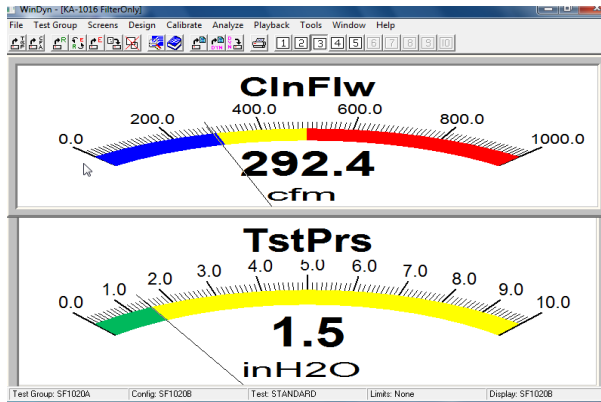 WinDyn - [KA-1016 FilterOnly]
File Test Group Screens Design Calibrate Analyze Playback Tools Window Help
1 2 3 4 5 6 7 8 9 10
ClnFlw
0.0 200.0 400.0 600.0 800.0 1000.0
292.4
cfm
TstPrs
0.0 1.0 2.0 3.0 4.0 5.0 6.0 7.0 8.0 9.0 10.0
1.5
inH2O
Test Group: SF1020A Config: SF1020B Test: STANDARD Limits: None Display: SF1020B